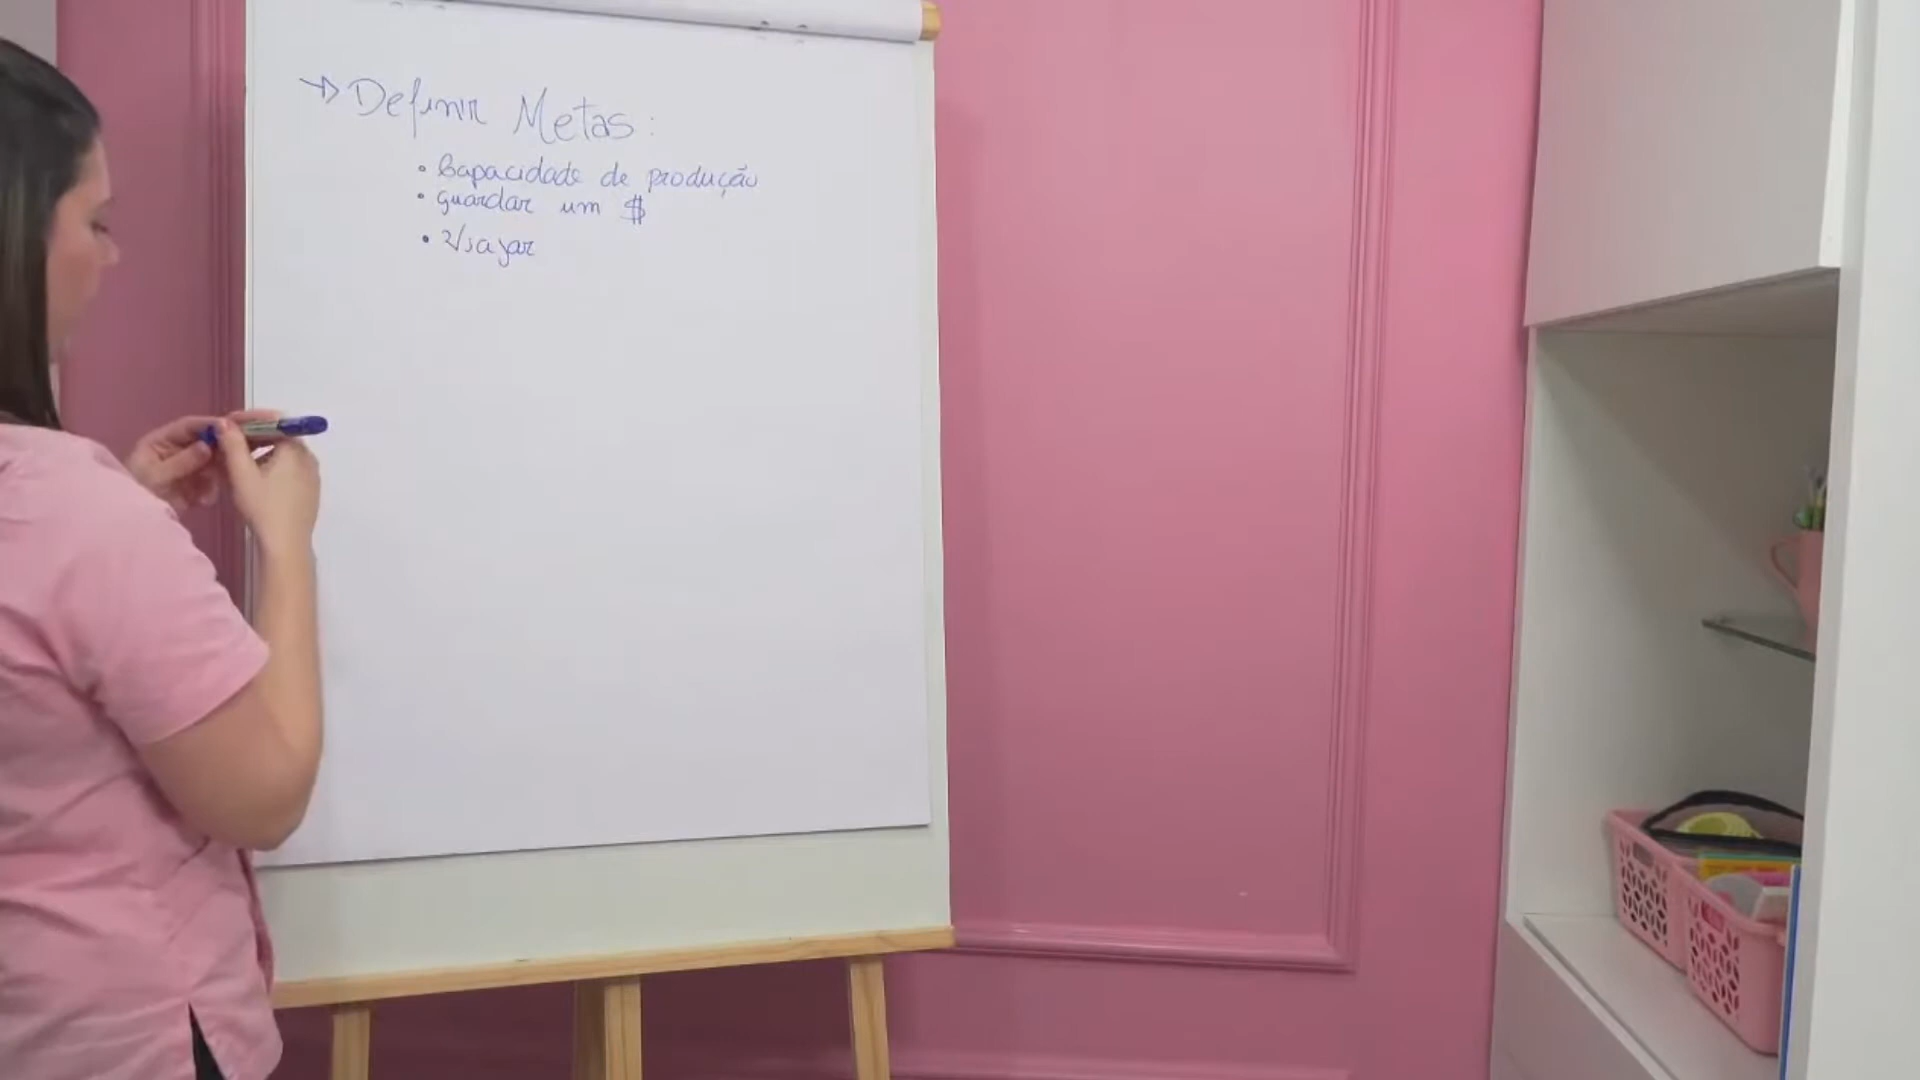 → Definir Metas:
• Capacidade de produção
• guardar um $
• Viajar